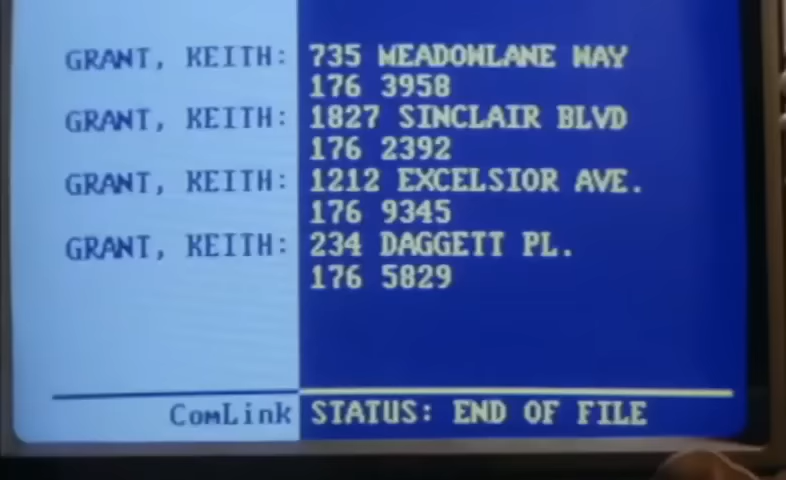 GRANT, KEITH: 735 MEADOWLANE WAY
176 3958
GRANT, KEITH: 1827 SINCLAIR BLVD
176 2392
GRANT, KEITH: 1212 EXCELSIOR AVE.
176 9345
GRANT, KEITH: 234 DAGGETT PL.
176 5829
ComLink STATUS: END OF FILE